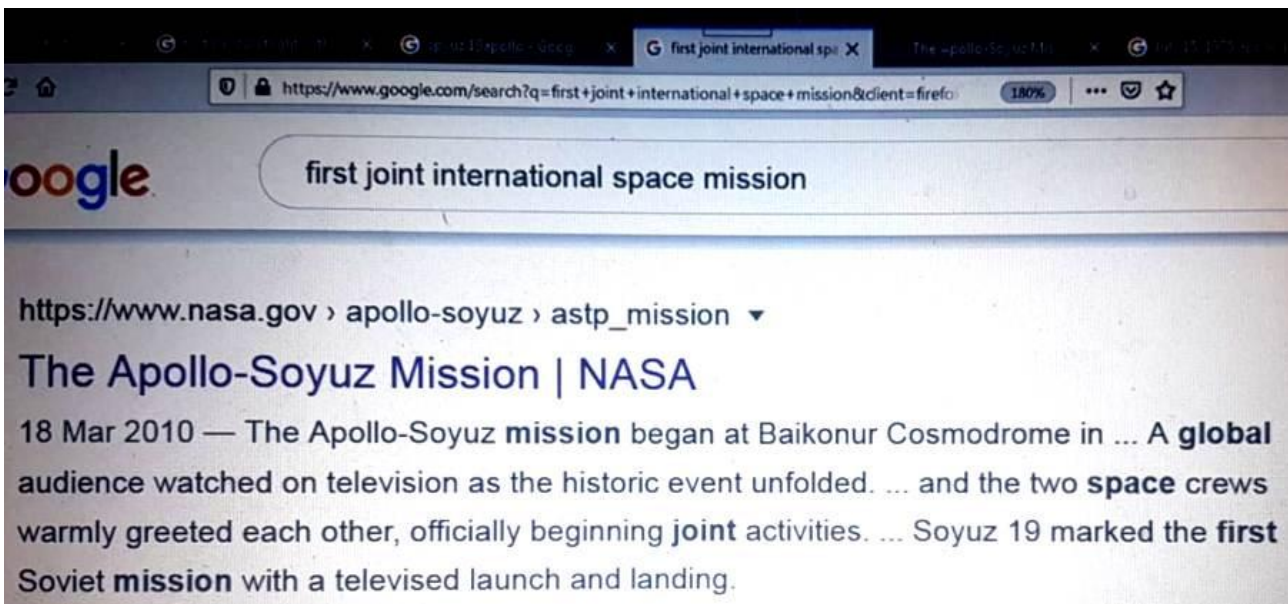 first joint international spa
https://www.google.com/search?q=first+joint+international+space+mission&client=firefo
180%
oogle
first joint international space mission
https://www.nasa.gov › apollo-soyuz › astp_mission
The Apollo-Soyuz Mission | NASA
18 Mar 2010 — The Apollo-Soyuz mission began at Baikonur Cosmodrome in ... A global
audience watched on television as the historic event unfolded. ... and the two space crews
warmly greeted each other, officially beginning joint activities. ... Soyuz 19 marked the first
Soviet mission with a televised launch and landing.